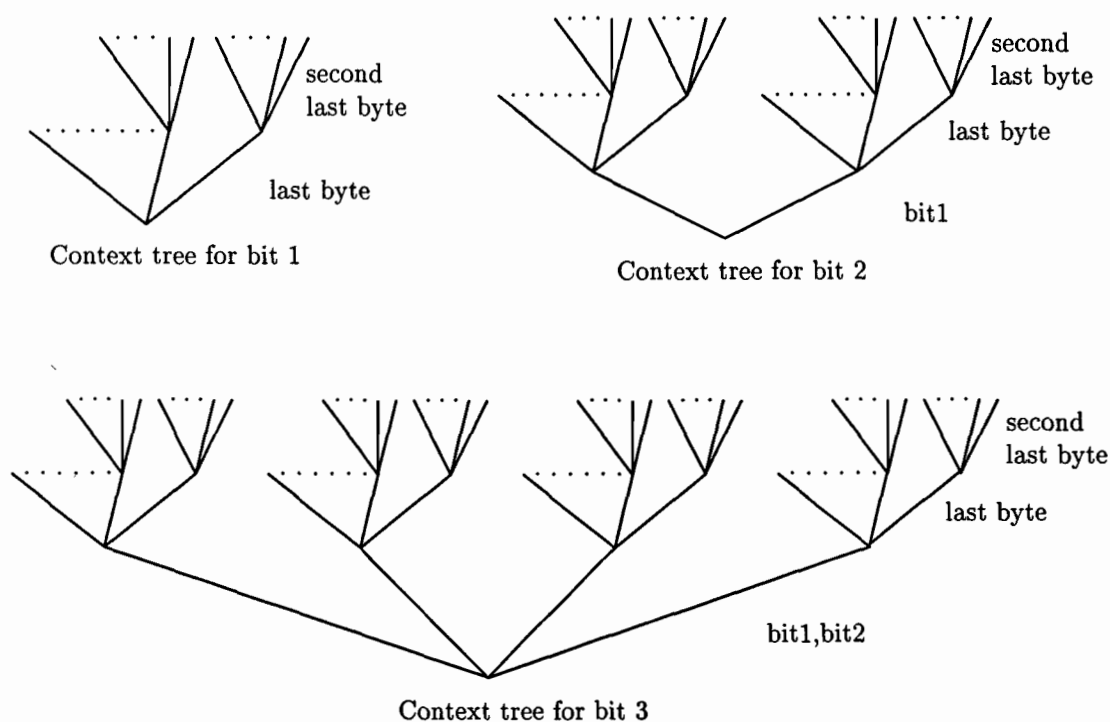 second
last byte
last byte
Context tree for bit 1
second
last byte
last byte
bit1
Context tree for bit 2
second
last byte
last byte
bit1,bit2
Context tree for bit 3